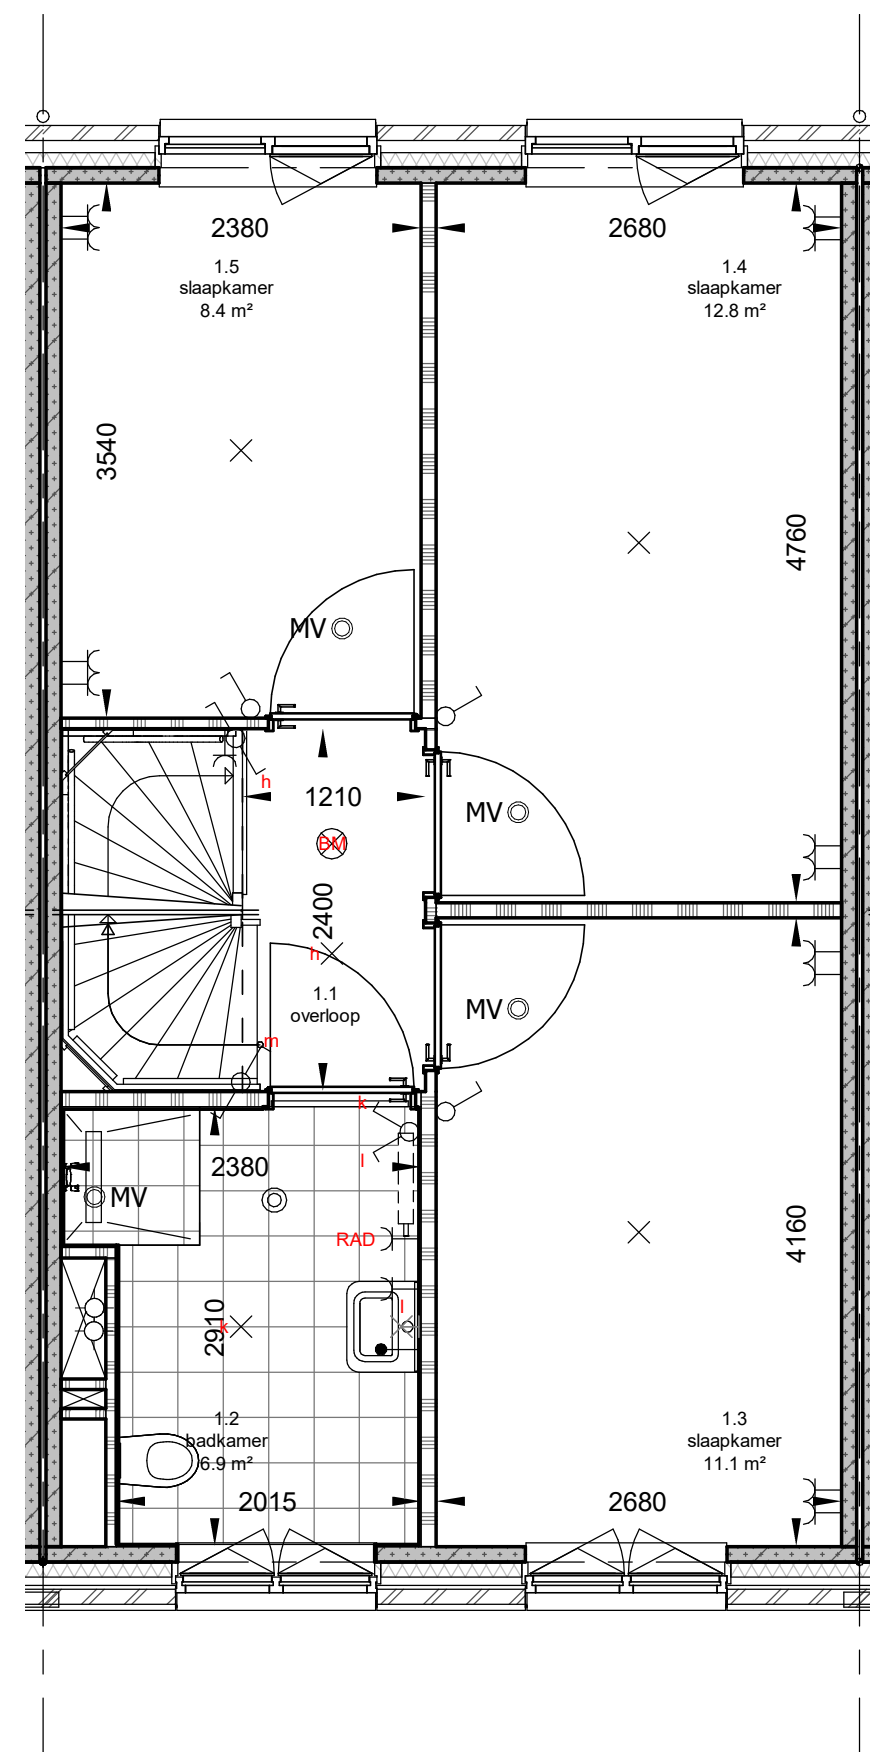 2380
2680
1.5
slaapkamer
8.4 m²
1.4
slaapkamer
12.8 m²
3540
4760
MV
h
1210
MV
BM
2400
h
1.1
overloop
MV
m
k
2380
l
MV
RAD
4160
l
2910
k
1.2
badkamer
6.9 m²
1.3
slaapkamer
11.1 m²
2015
2680